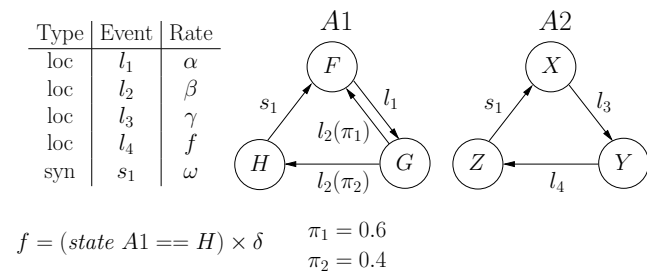 Type Event Rate
loc l₁ α
loc l₂ β
loc l₃ γ
loc l₄ f
syn s₁ ω
A1
F
s₁
l₁
l₂(π₁)
H
G
l₂(π₂)
A2
X
s₁
l₃
Z
Y
l₄
f = (state A1 == H) × δ
π₁ = 0.6
π₂ = 0.4